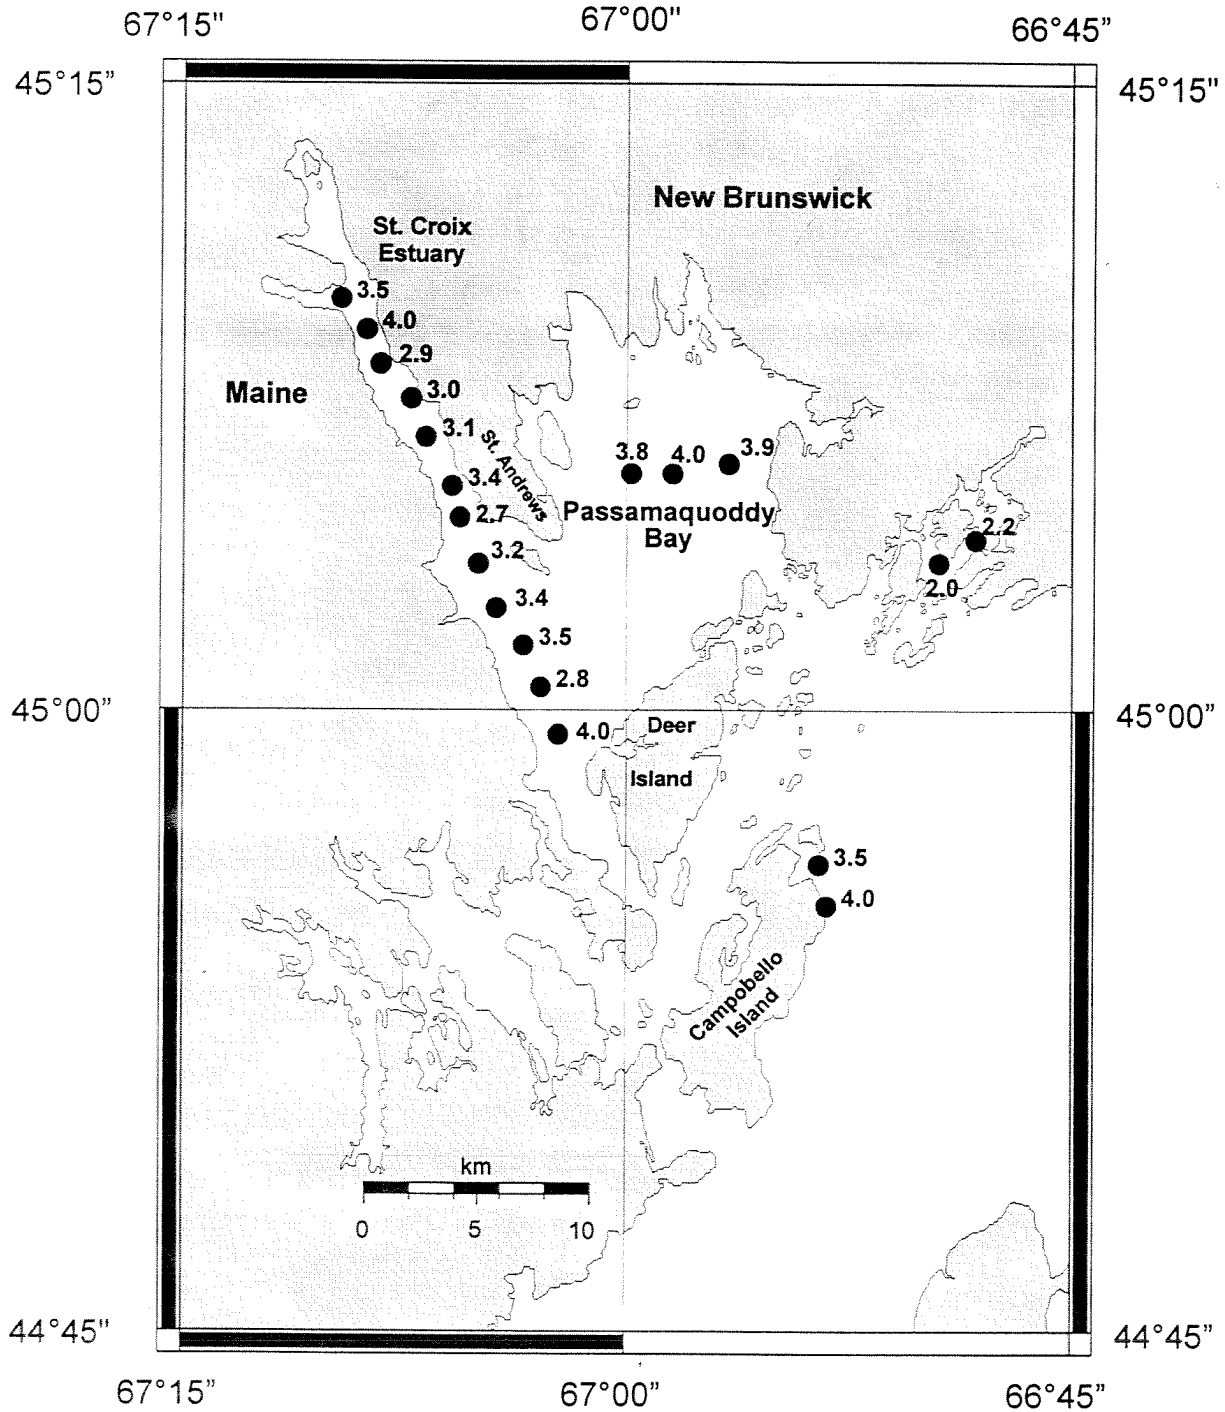 67°15"
67°00"
66°45"
45°15"
45°15"
New Brunswick
St. Croix
Estuary
3.5
4.0
2.9
Maine
3.0
3.1
St. Andrews
3.8
4.0
3.9
3.4
2.7
Passamaquoddy
Bay
2.2
3.2
2.0
3.4
3.5
2.8
45°00"
45°00"
4.0
Deer
Island
3.5
4.0
Campobello
Island
km
0
5
10
44°45"
44°45"
67°15"
67°00"
66°45"